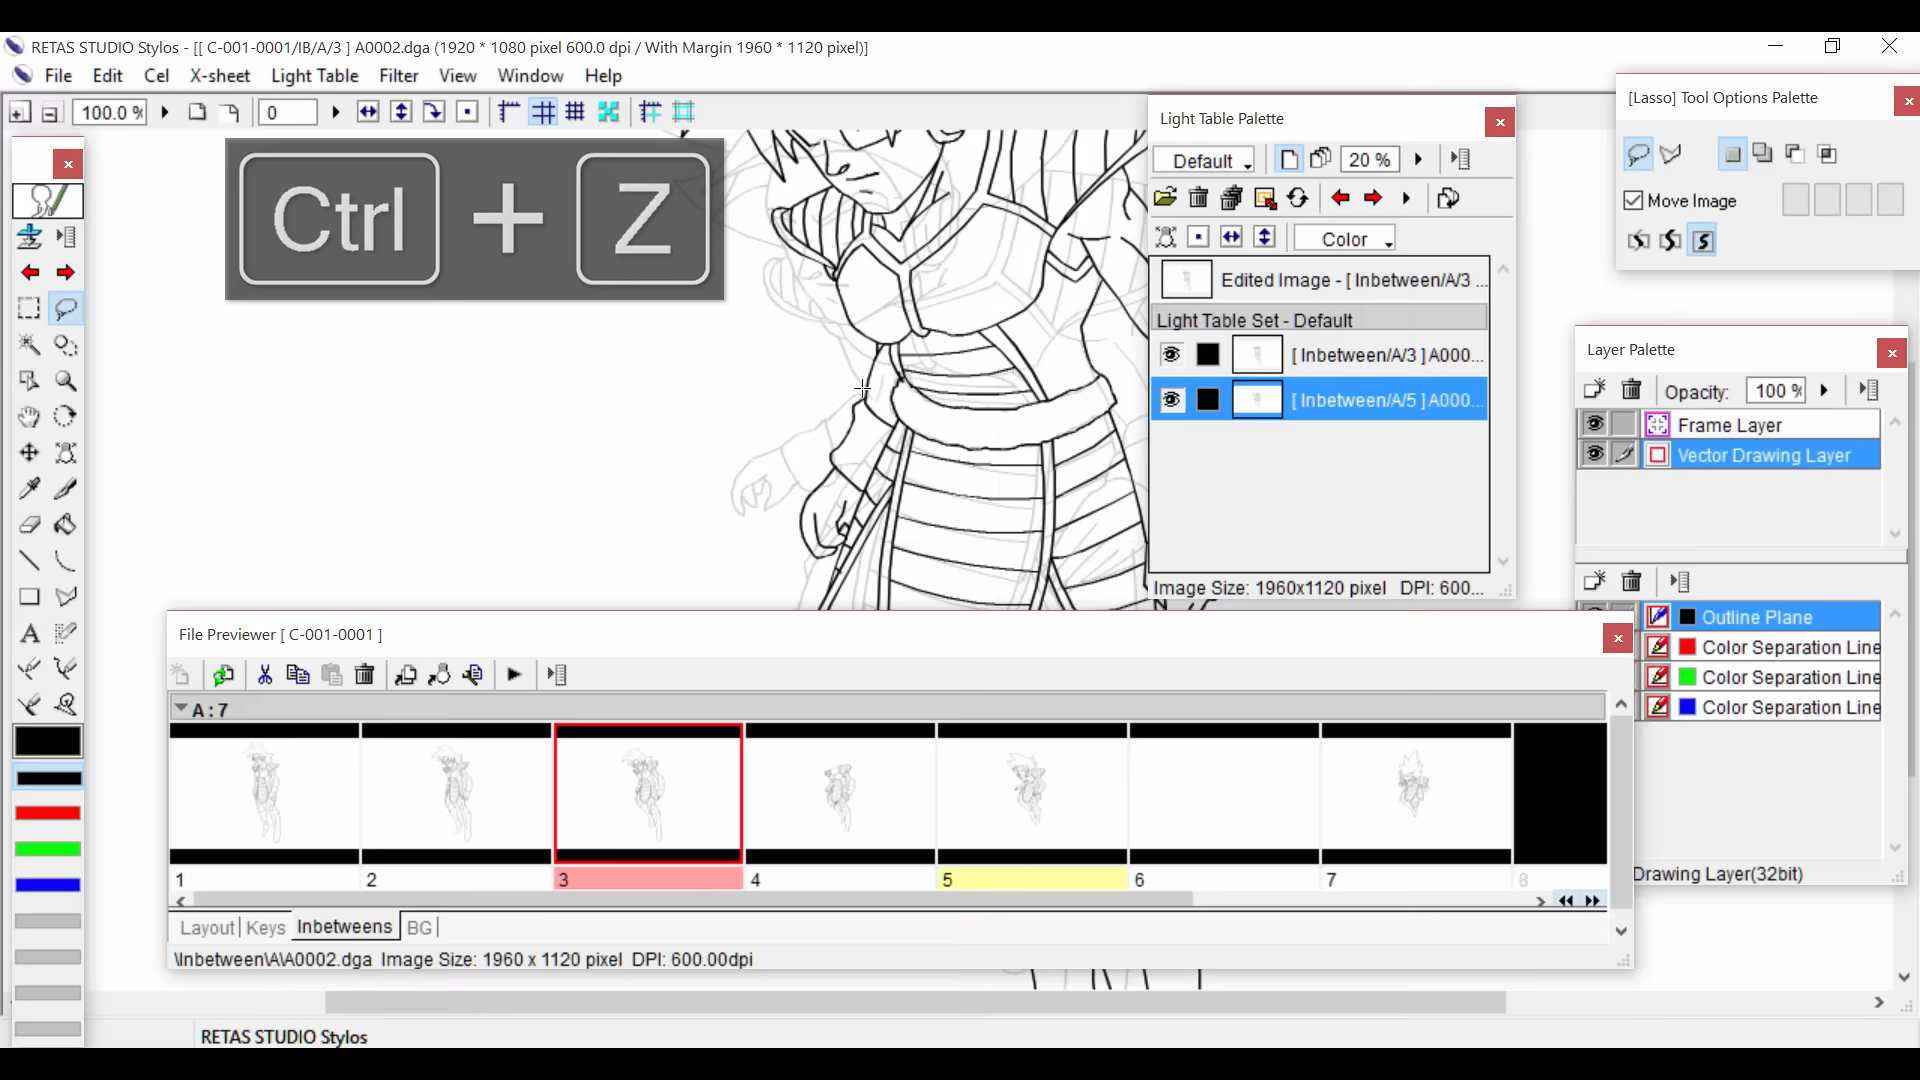 RETAS STUDIO Stylos - [[ C-001-0001/IB/A/3 ] A0002.dga (1920 * 1080 pixel 600.0 dpi / With Margin 1960 * 1120 pixel)]
File Edit Cel X-sheet Light Table Filter View Window Help
100.0 % 0
Ctrl + Z
Light Table Palette
Default 20 %
Color
Edited Image - [ Inbetween/A/3 ...
Light Table Set - Default
[ Inbetween/A/3 ] A000...
[ Inbetween/A/5 ] A000...
Image Size: 1960x1120 pixel DPI: 600...
[Lasso] Tool Options Palette
Move Image
Layer Palette
Opacity: 100 %
Frame Layer
Vector Drawing Layer
Outline Plane
Color Separation Line
Color Separation Line
Color Separation Line
Drawing Layer(32bit)
File Previewer [ C-001-0001 ]
A : 7
1 2 3 4 5 6 7 8
Layout Keys Inbetweens BG
\Inbetween\A\A0002.dga Image Size: 1960 x 1120 pixel DPI: 600.00dpi
RETAS STUDIO Stylos